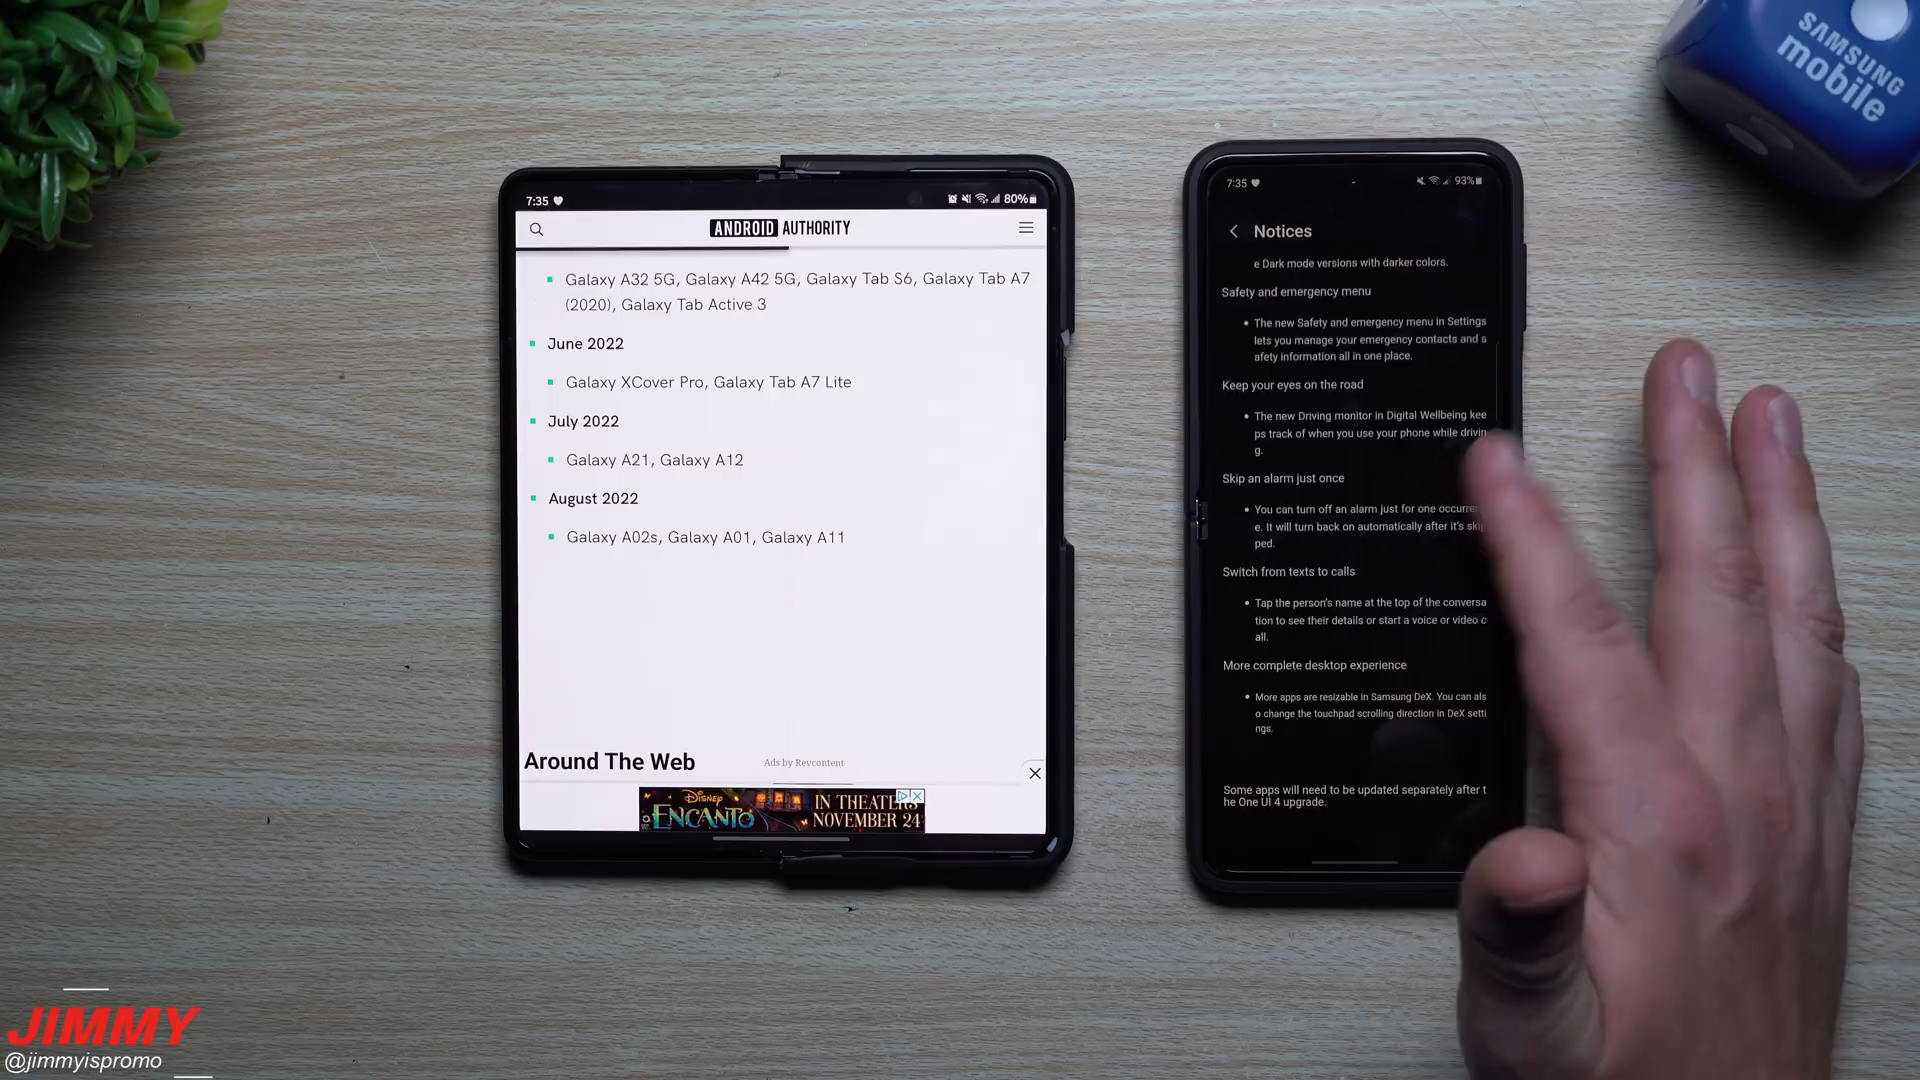 SAMSUNG
mobile
7:35
80%
ANDROID AUTHORITY
Galaxy A32 5G, Galaxy A42 5G, Galaxy Tab S6, Galaxy Tab A7
(2020), Galaxy Tab Active 3
June 2022
Galaxy XCover Pro, Galaxy Tab A7 Lite
July 2022
Galaxy A21, Galaxy A12
August 2022
Galaxy A02s, Galaxy A01, Galaxy A11
Around The Web
Ads by Revcontent
Disney
ENCANTO
IN THEATERS
NOVEMBER 24
7:35
93%
Notices
e Dark mode versions with darker colors.
Safety and emergency menu
The new Safety and emergency menu in Settings
lets you manage your emergency contacts and s
afety information all in one place.
Keep your eyes on the road
The new Driving monitor in Digital Wellbeing kee
ps track of when you use your phone while drivin
g.
Skip an alarm just once
You can turn off an alarm just for one
e. It will turn back on automatically after it's skip
ped.
Switch from texts to calls
Tap the person's name at the top of the conversa
tion to see their details or start a voice or video c
all.
More complete desktop experience
More apps are resizable in Samsung DeX. You can als
o change the touchpad scrolling direction in DeX setti
ngs.
Some apps will need to be updated separately after t
he One UI 4 upgrade.
JIMMY
@jimmyispromo